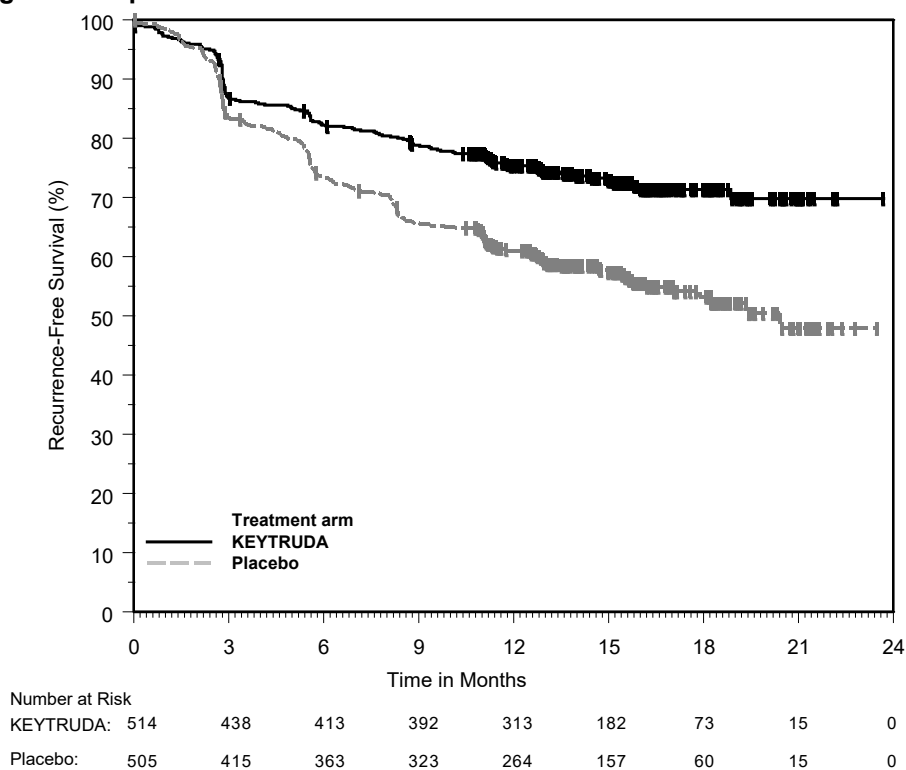 100
90
80
70
60
50
40
30
20
10
0
Recurrence-Free Survival (%)
Treatment arm
KEYTRUDA
Placebo
0 3 6 9 12 15 18 21 24
Time in Months
Number at Risk
KEYTRUDA: 514 438 413 392 313 182 73 15 0
Placebo: 505 415 363 323 264 157 60 15 0